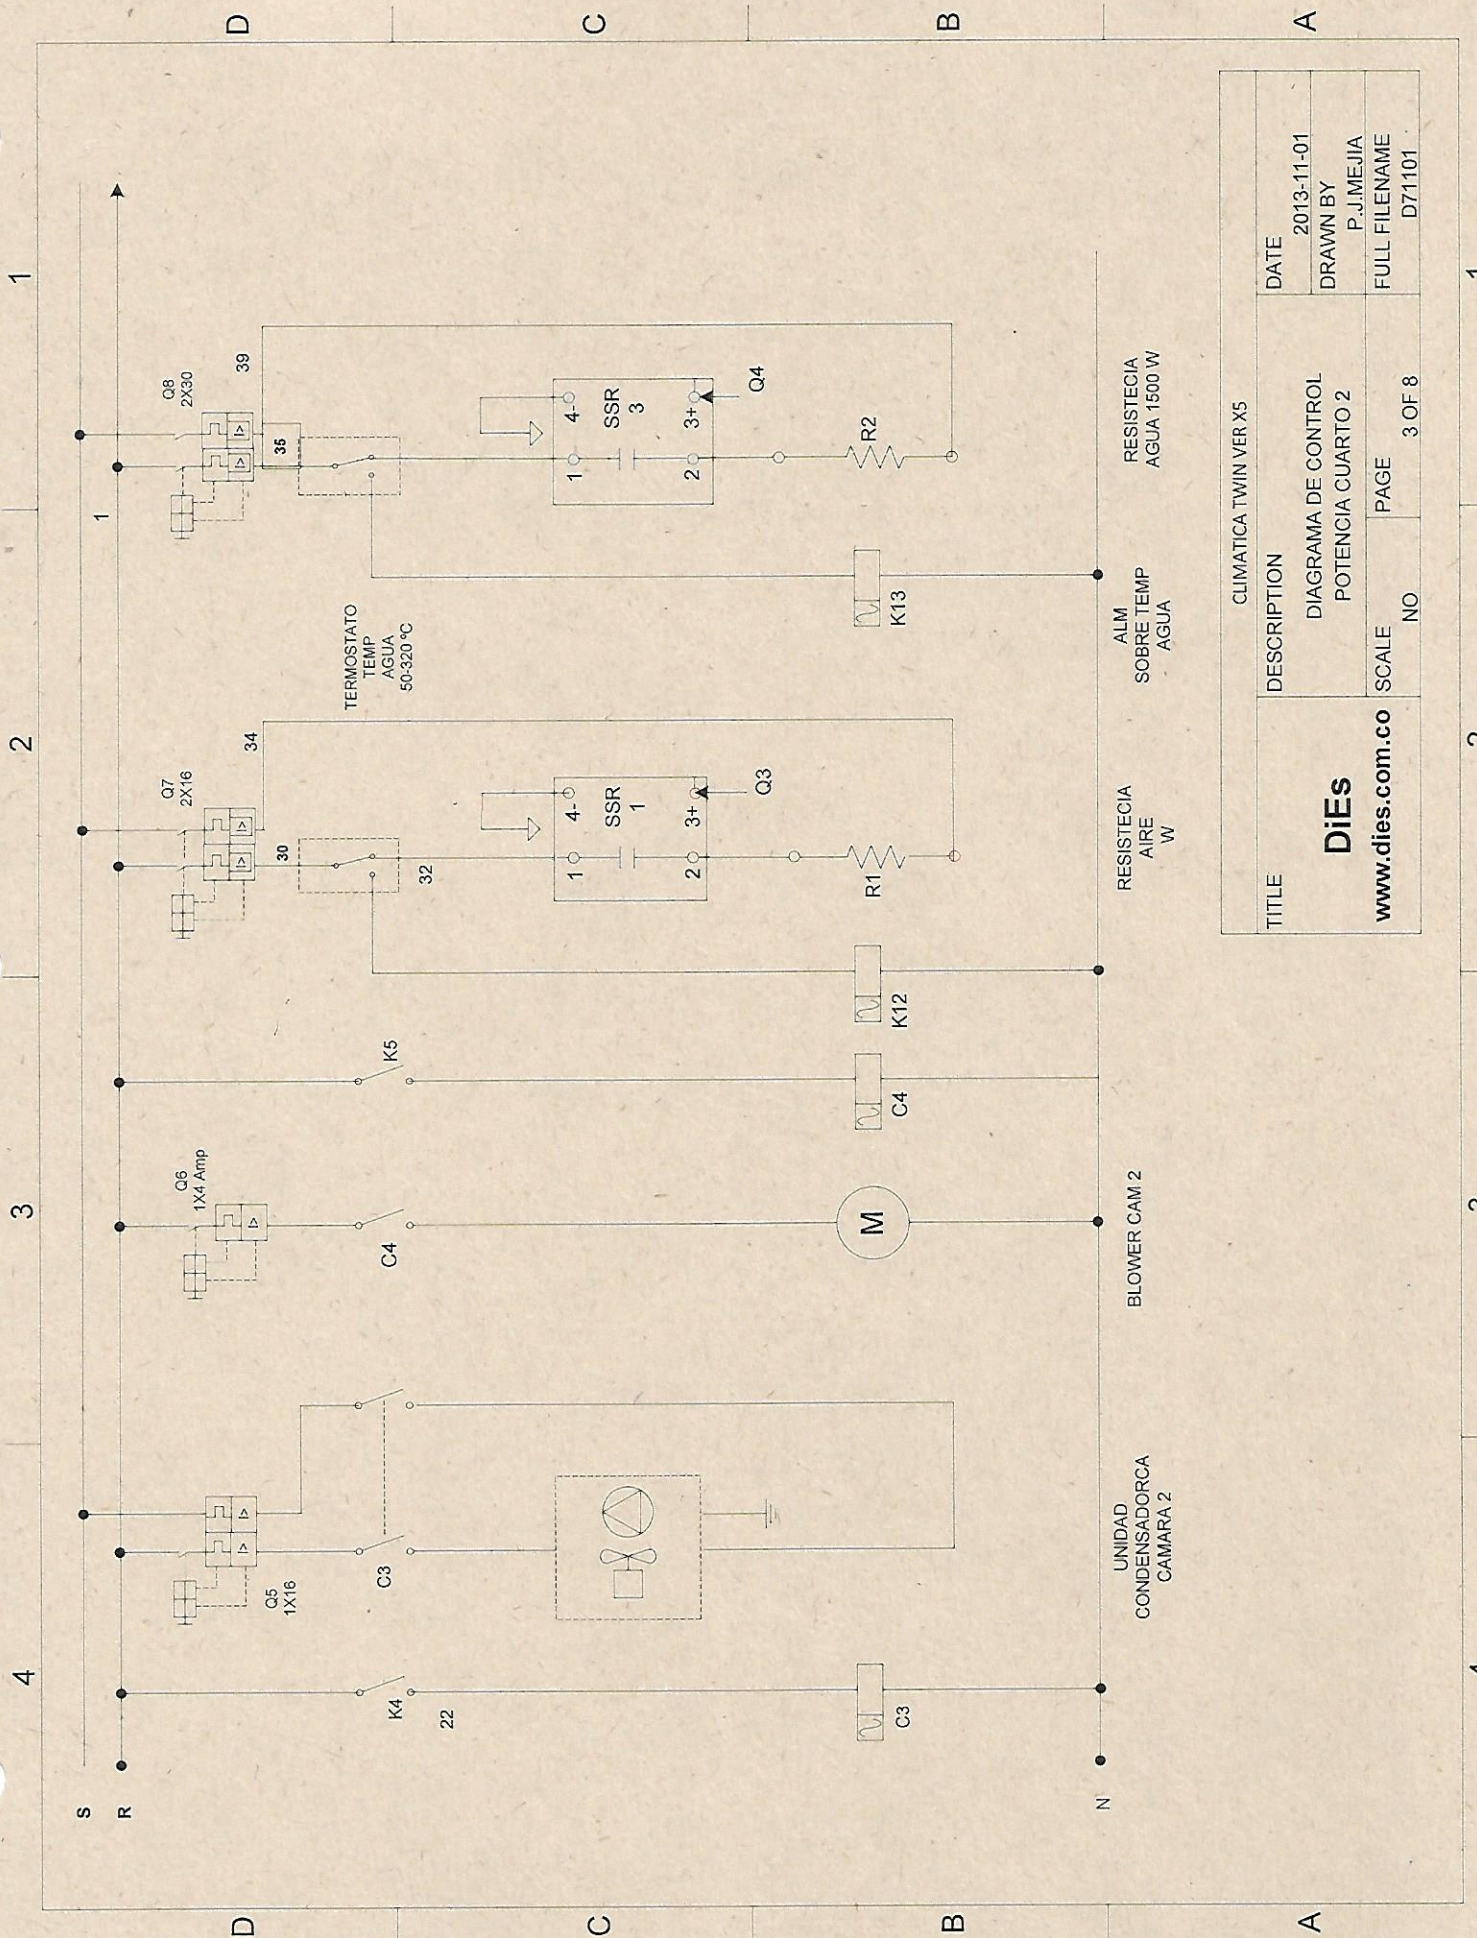 4
3
2
1
D
D
C
C
B
B
A
A
S
R
N
1
Q5
1X16
Q6
1X4 Amp
Q7
2X16
Q8
2X30
30
34
35
39
K4
22
C3
C4
K5
32
TERMOSTATO
TEMP
AGUA
50-320 ºC
1
4-
SSR
1
2
3+
Q3
1
4-
SSR
3
2
3+
Q4
C3
M
C4
K12
R1
K13
R2
UNIDAD
CONDENSADORCA
CAMARA 2
BLOWER CAM 2
RESISTECIA
AIRE
W
ALM
SOBRE TEMP
AGUA
RESISTECIA
AGUA 1500 W
CLIMATICA TWIN VER X5
TITLE
DiEs
www.dies.com.co
DESCRIPTION
DIAGRAMA DE CONTROL
POTENCIA CUARTO 2
SCALE
NO
PAGE
3 OF 8
DATE
2013-11-01
DRAWN BY
P.J.MEJIA
FULL FILENAME
D71101